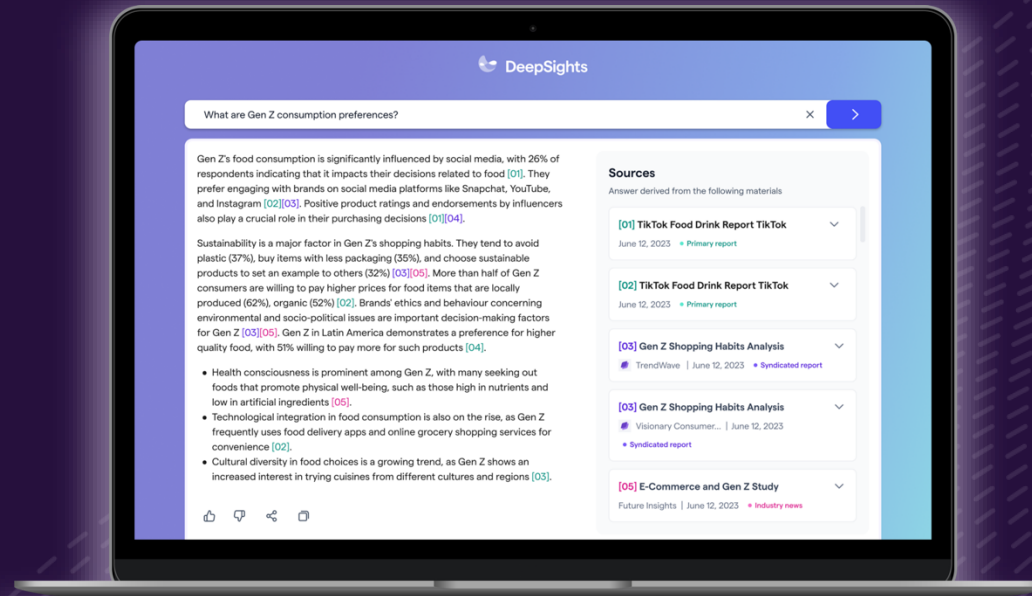 DeepSights
What are Gen Z consumption preferences?
Gen Z's food consumption is significantly influenced by social media, with 26% of
respondents indicating that it impacts their decisions related to food [01]. They
prefer engaging with brands on social media platforms like Snapchat, YouTube,
and Instagram [02][03]. Positive product ratings and endorsements by influencers
also play a crucial role in their purchasing decisions [01][04].
Sustainability is a major factor in Gen Z's shopping habits. They tend to avoid
plastic (37%), buy items with less packaging (35%), and choose sustainable
products to set an example to others (32%) [03][05]. More than half of Gen Z
consumers are willing to pay higher prices for food items that are locally
produced (62%), organic (52%) [02]. Brands' ethics and behaviour concerning
environmental and socio-political issues are important decision-making factors
for Gen Z [03][05]. Gen Z in Latin America demonstrates a preference for higher
quality food, with 51% willing to pay more for such products [04].
• Health consciousness is prominent among Gen Z, with many seeking out
foods that promote physical well-being, such as those high in nutrients and
low in artificial ingredients [05].
• Technological integration in food consumption is also on the rise, as Gen Z
frequently uses food delivery apps and online grocery shopping services for
convenience [02].
• Cultural diversity in food choices is a growing trend, as Gen Z shows an
increased interest in trying cuisines from different cultures and regions [03].
Sources
Answer derived from the following materials
[01] TikTok Food Drink Report TikTok
June 12, 2023 • Primary report
[02] TikTok Food Drink Report TikTok
June 12, 2023 • Primary report
[03] Gen Z Shopping Habits Analysis
TrendWave | June 12, 2023 • Syndicated report
[03] Gen Z Shopping Habits Analysis
Visionary Consumer... | June 12, 2023
• Syndicated report
[05] E-Commerce and Gen Z Study
Future Insights | June 12, 2023 • Industry news